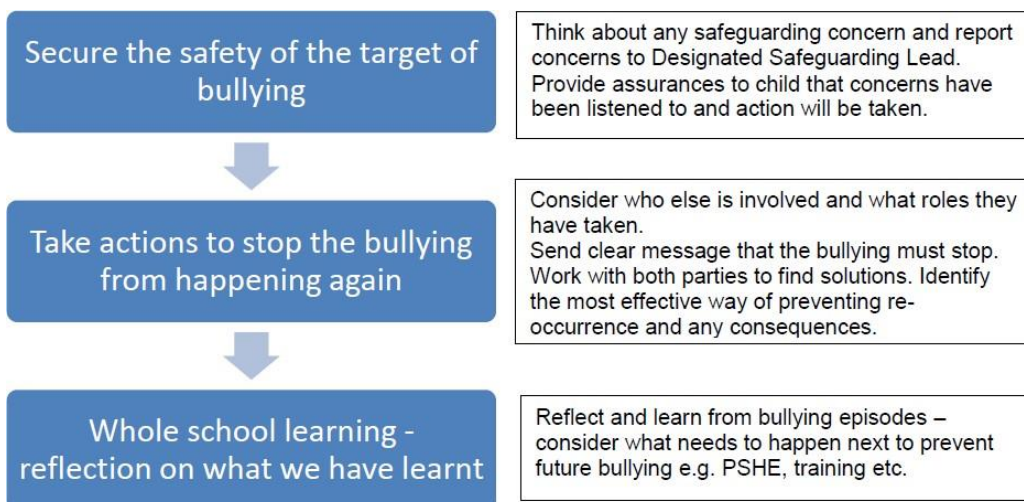 Secure the safety of the target of
bullying
Think about any safeguarding concern and report
concerns to Designated Safeguarding Lead.
Provide assurances to child that concerns have
been listened to and action will be taken.
Take actions to stop the bullying
from happening again
Consider who else is involved and what roles they
have taken.
Send clear message that the bullying must stop.
Work with both parties to find solutions. Identify
the most effective way of preventing re-
occurrence and any consequences.
Whole school learning -
reflection on what we have learnt
Reflect and learn from bullying episodes –
consider what needs to happen next to prevent
future bullying e.g. PSHE, training etc.